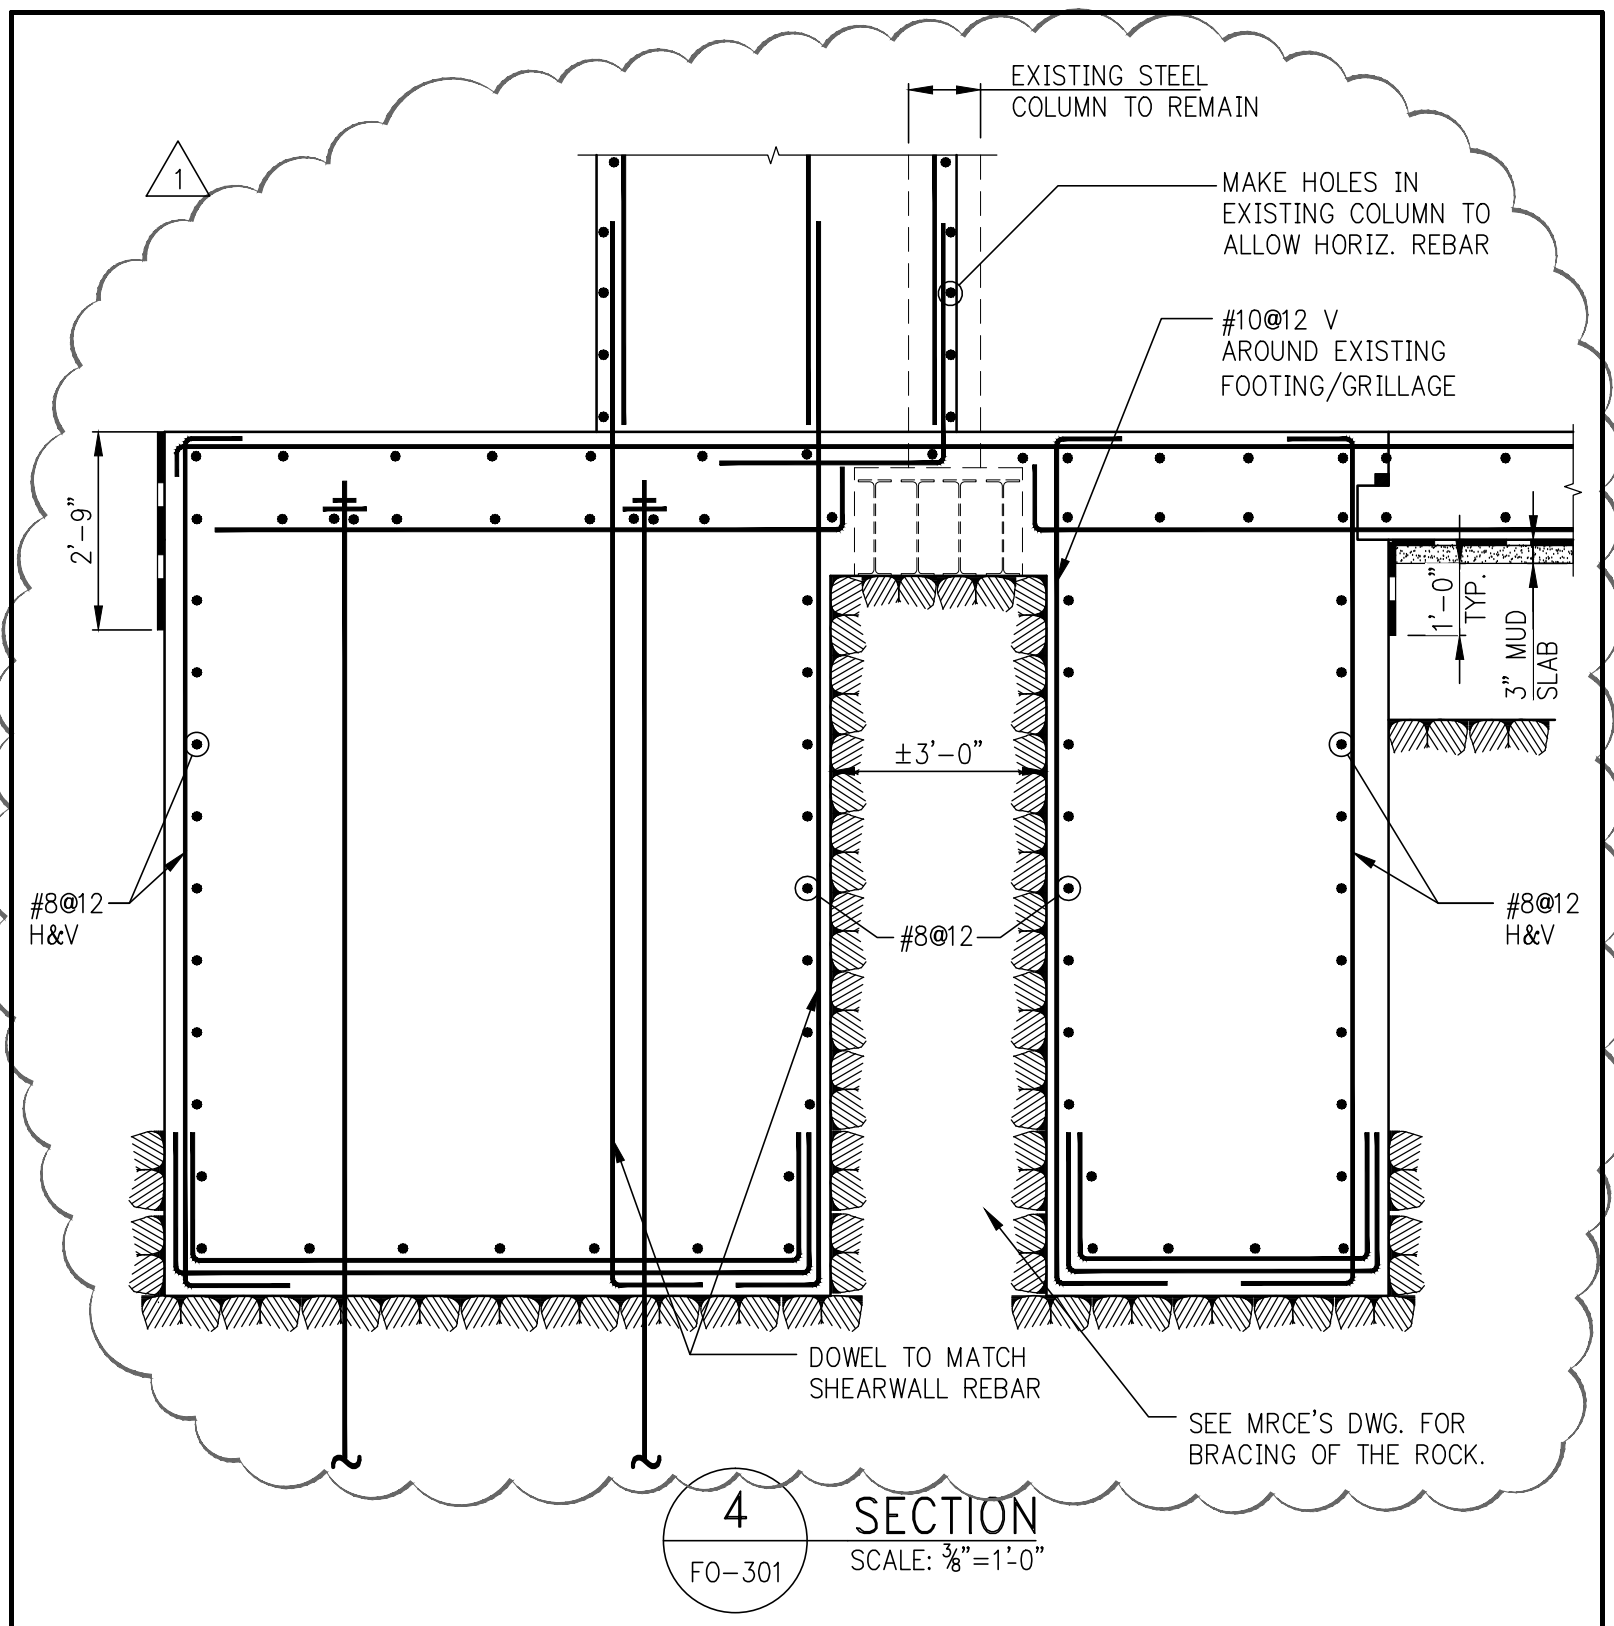 EXISTING STEEL
COLUMN TO REMAIN
1
MAKE HOLES IN
EXISTING COLUMN TO
ALLOW HORIZ. REBAR
#10@12 V
AROUND EXISTING
FOOTING/GRILLAGE
2'-9"
1'-0"
TYP.
3" MUD
SLAB
±3'-0"
#8@12
H&V
#8@12
#8@12
H&V
DOWEL TO MATCH
SHEARWALL REBAR
SEE MRCE'S DWG. FOR
BRACING OF THE ROCK.
4
FO-301
SECTION
SCALE: 3/8"=1'-0"